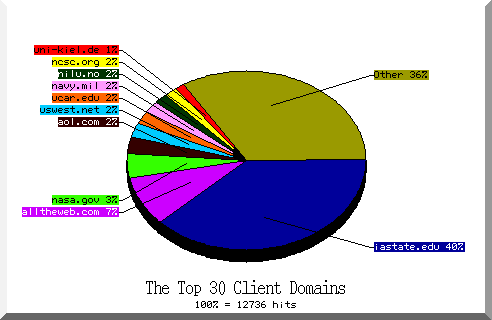 uni-kiel.de 1%
ncsc.org 2%
nilu.no 2%
navy.mil 2%
ucar.edu 2%
uswest.net 2%
aol.com 2%
nasa.gov 3%
alltheweb.com 7%
Other 36%
iastate.edu 40%
The Top 30 Client Domains
100% = 12736 hits